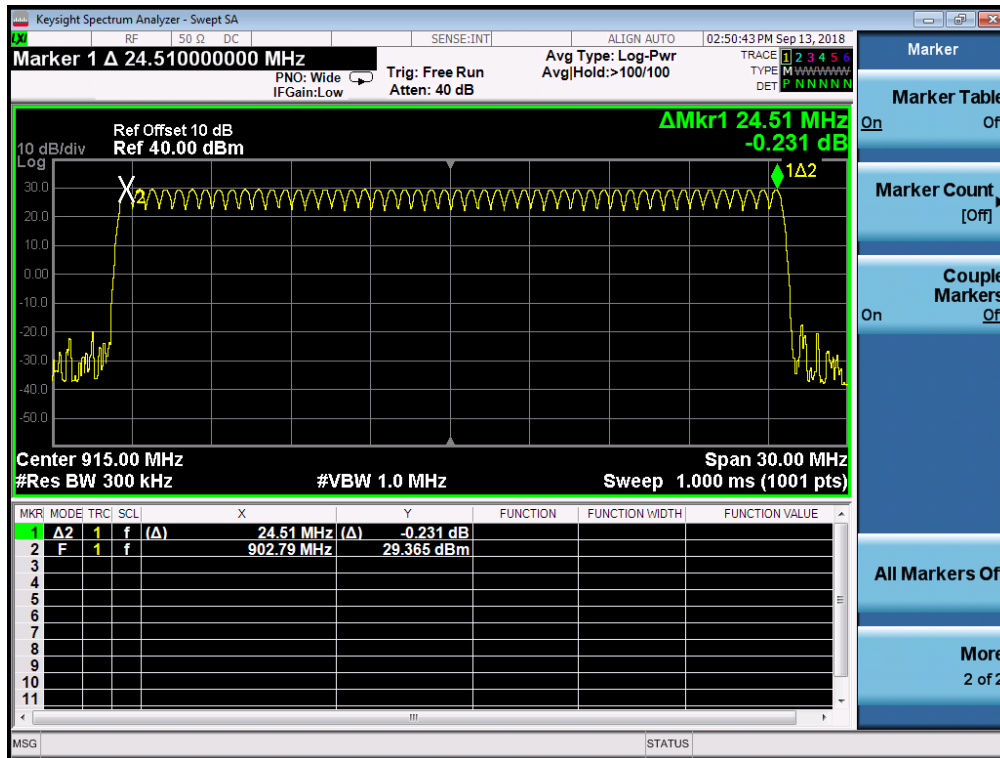 Keysight Spectrum Analyzer - Swept SA
LXI RF 50 Ω DC SENSE:INT ALIGN AUTO 02:50:43 PM Sep 13, 2018
Marker 1 Δ 24.510000000 MHz
PNO: Wide
IFGain:Low
Trig: Free Run
Atten: 40 dB
Avg Type: Log-Pwr
Avg|Hold:>100/100
TRACE 1 2 3 4 5 6
TYPE M WWWWW
DET P N N N N N
Ref Offset 10 dB
10 dB/div Ref 40.00 dBm
Log
ΔMkr1 24.51 MHz
-0.231 dB
1Δ2
X2
30.0
20.0
10.0
0.00
-10.0
-20.0
-30.0
-40.0
-50.0
Center 915.00 MHz Span 30.00 MHz
#Res BW 300 kHz #VBW 1.0 MHz Sweep 1.000 ms (1001 pts)
MKR MODE TRC SCL X Y FUNCTION FUNCTION WIDTH FUNCTION VALUE
1 Δ2 1 f (Δ) 24.51 MHz (Δ) -0.231 dB
2 F 1 f 902.79 MHz 29.365 dBm
3
4
5
6
7
8
9
10
11
MSG STATUS
Marker
Marker Table
On Of
Marker Count
[Off]
Couple
Markers
On Of
All Markers Of
More
2 of 2